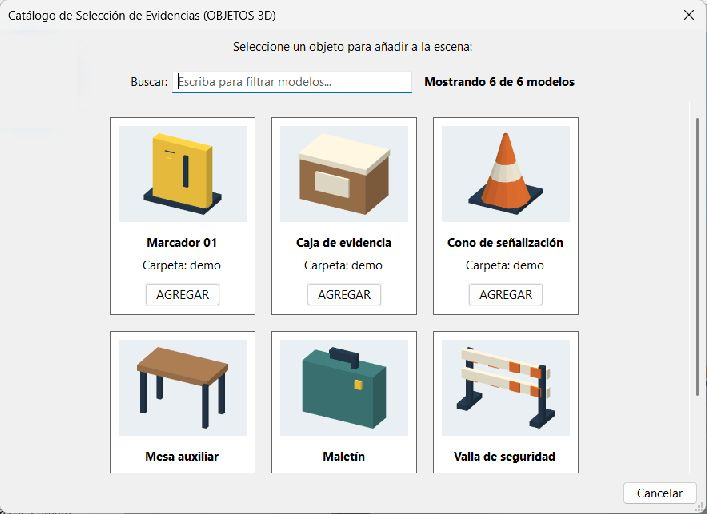 Catálogo de Selección de Evidencias (OBJETOS 3D)
Seleccione un objeto para añadir a la escena:
Buscar: Escriba para filtrar modelos... Mostrando 6 de 6 modelos
Marcador 01
Carpeta: demo
AGREGAR
Caja de evidencia
Carpeta: demo
AGREGAR
Cono de señalización
Carpeta: demo
AGREGAR
Mesa auxiliar
Maletín
Valla de seguridad
Cancelar